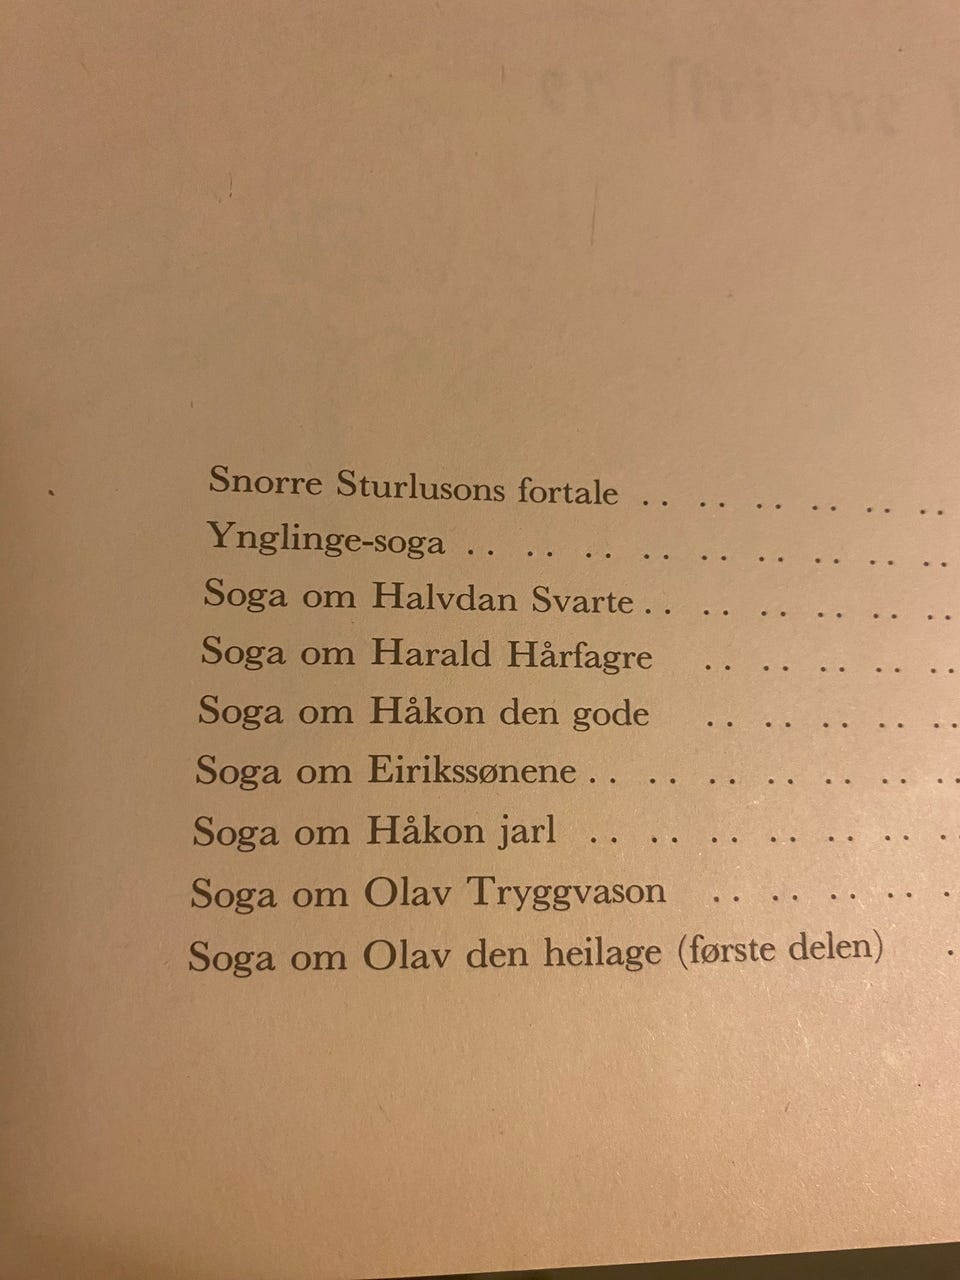 Snorre Sturlusons fortale .. .. .. .. .. ..
Ynglinge-soga .. .. .. .. .. .. .. .. ..
Soga om Halvdan Svarte .. .. .. .. .. ..
Soga om Harald Hårfagre .. .. .. .. ..
Soga om Håkon den gode .. .. .. .. ..
Soga om Eirikssønene .. .. .. .. .. .. ..
Soga om Håkon jarl .. .. .. .. .. .. .
Soga om Olav Tryggvason .. .. .. .. .
Soga om Olav den heilage (første delen) .